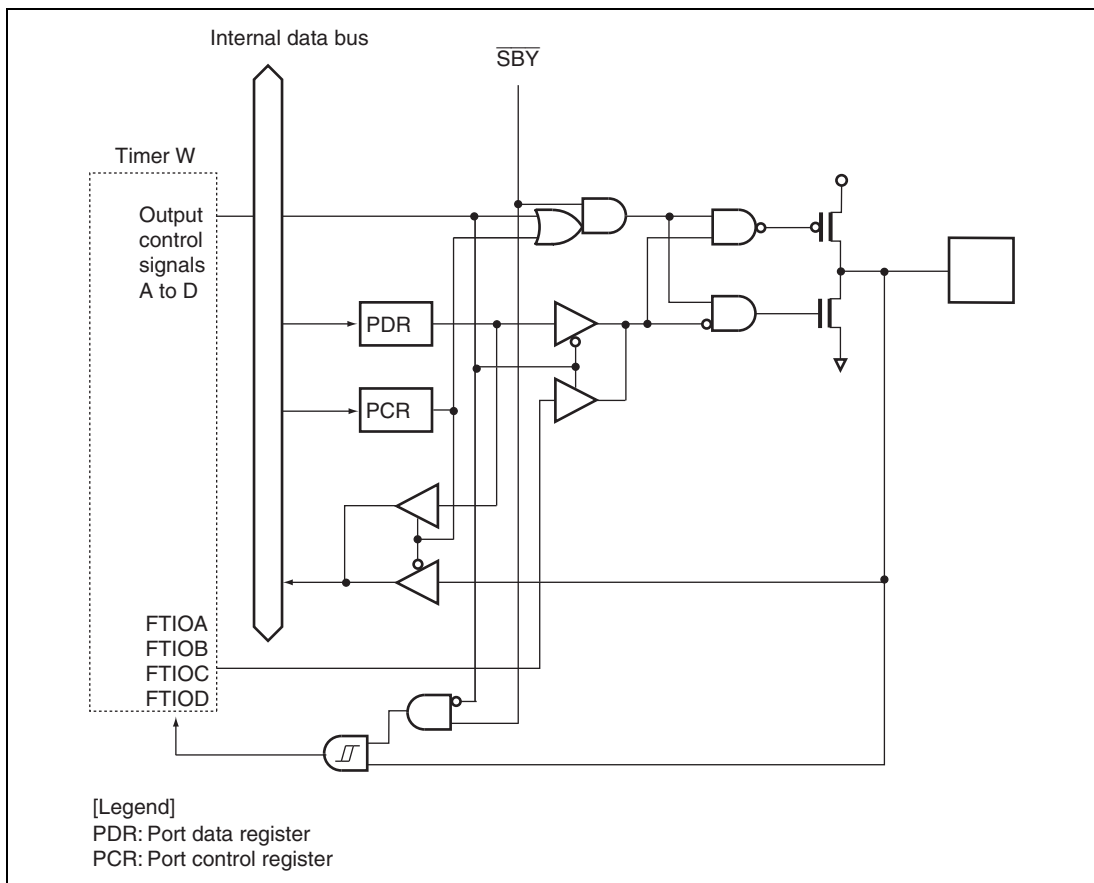 Internal data bus
S̅B̅Y̅
Timer W
Output
control
signals
A to D
PDR
PCR
FTIOA
FTIOB
FTIOC
FTIOD
[Legend]
PDR: Port data register
PCR: Port control register